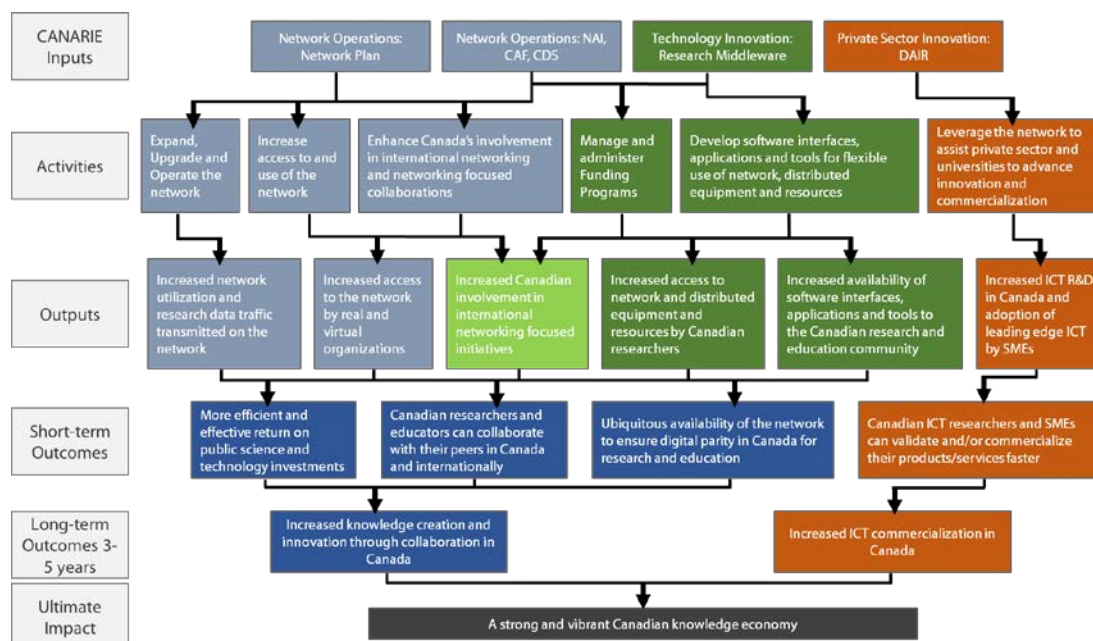 CANARIE
Inputs
Network Operations:
Network Plan
Network Operations: NAI,
CAF, CDS
Technology Innovation:
Research Middleware
Private Sector Innovation:
DAIR
Activities
Expand,
Upgrade and
Operate the
network
Increase
access to and
use of the
network
Enhance Canada's involvement
in international networking
and networking focused
collaborations
Manage and
administer
Funding
Programs
Develop software interfaces,
applications and tools for flexible
use of network, distributed
equipment and resources
Leverage the network to
assist private sector and
universities to advance
innovation and
commercialization
Outputs
Increased network
utilization and
research data traffic
transmitted on the
network
Increased access
to the network
by real and
virtual
organizations
Increased Canadian
involvement in
international
networking focused
initiatives
Increased access to
network and distributed
equipment and
resources by Canadian
researchers
Increased availability of
software interfaces,
applications and tools to
the Canadian research and
education community
Increased ICT R&D
in Canada and
adoption of
leading edge ICT
by SMEs
Short-term
Outcomes
More efficient and
effective return on
public science and
technology investments
Canadian researchers and
educators can collaborate
with their peers in Canada
and internationally
Ubiquitous availability of the network
to ensure digital parity in Canada for
research and education
Canadian ICT researchers and SMEs
can validate and/or commercialize
their products/services faster
Long-term
Outcomes 3-
5 years
Increased knowledge creation and
innovation through collaboration in
Canada
Increased ICT commercialization in
Canada
Ultimate
Impact
A strong and vibrant Canadian knowledge economy